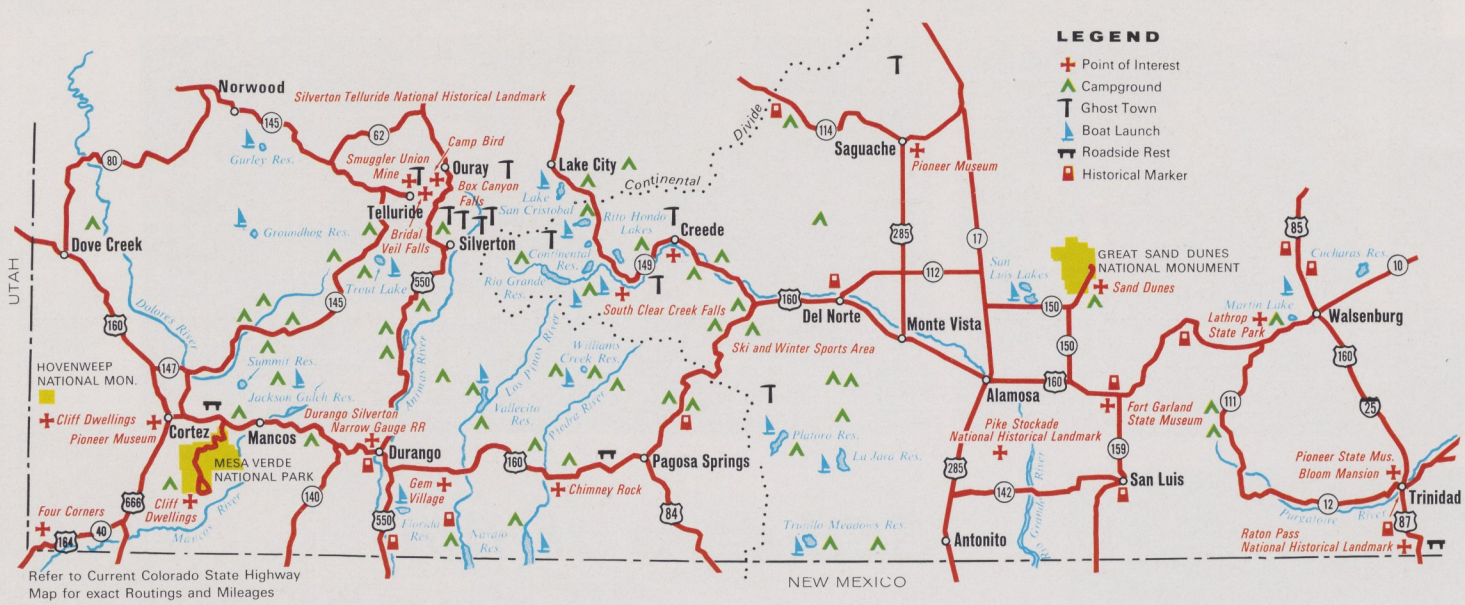 LEGEND
Point of Interest
Campground
Ghost Town
Boat Launch
Roadside Rest
Historical Marker
Norwood
Silverton Telluride National Historical Landmark
145
62
Camp Bird
Gurley Res.
80
Smuggler Union
Mine
Ouray
Box Canyon
Falls
Lake City
Telluride
Bridal
Veil Falls
Silverton
Lake
San Cristobal
Continental
Divide
114
Saguache
Pioneer Museum
Rito Hondo
Lakes
Creede
Groundhog Res.
Dove Creek
Trout Lake
550
Continental
Res.
Rio Grande
Res.
149
South Clear Creek Falls
285
17
112
85
Cucharas Res.
10
GREAT SAND DUNES
NATIONAL MONUMENT
Sand Dunes
San
Luis Lakes
150
150
Martin Lake
Lathrop
State Park
Walsenburg
UTAH
145
160
Dolores River
160
Del Norte
Monte Vista
Ski and Winter Sports Area
Los Pinos River
Williams
Creek Res.
Animas River
147
Summit Res.
Jackson Gulch Res.
HOVENWEEP
NATIONAL MON.
Cliff Dwellings
Pioneer Museum
Cortez
Mancos
Durango Silverton
Narrow Gauge RR
Vallecito
Res.
Piedra River
Alamosa
160
160
25
111
Fort Garland
State Museum
Pike Stockade
National Historical Landmark
Platoro Res.
La Jara Res.
MESA VERDE
NATIONAL PARK
Durango
160
Pagosa Springs
Gem
Village
Chimney Rock
285
159
San Luis
142
Rio Grande River
Pioneer State Mus.
Bloom Mansion
Trinidad
12
Purgatoire River
87
Raton Pass
National Historical Landmark
666
Cliff
Dwellings
140
Mancos River
Four Corners
40
164
550
Florida
Res.
Navajo
Res.
84
Trujillo Meadows Res.
Antonito
NEW MEXICO
Refer to Current Colorado State Highway
Map for exact Routings and Mileages